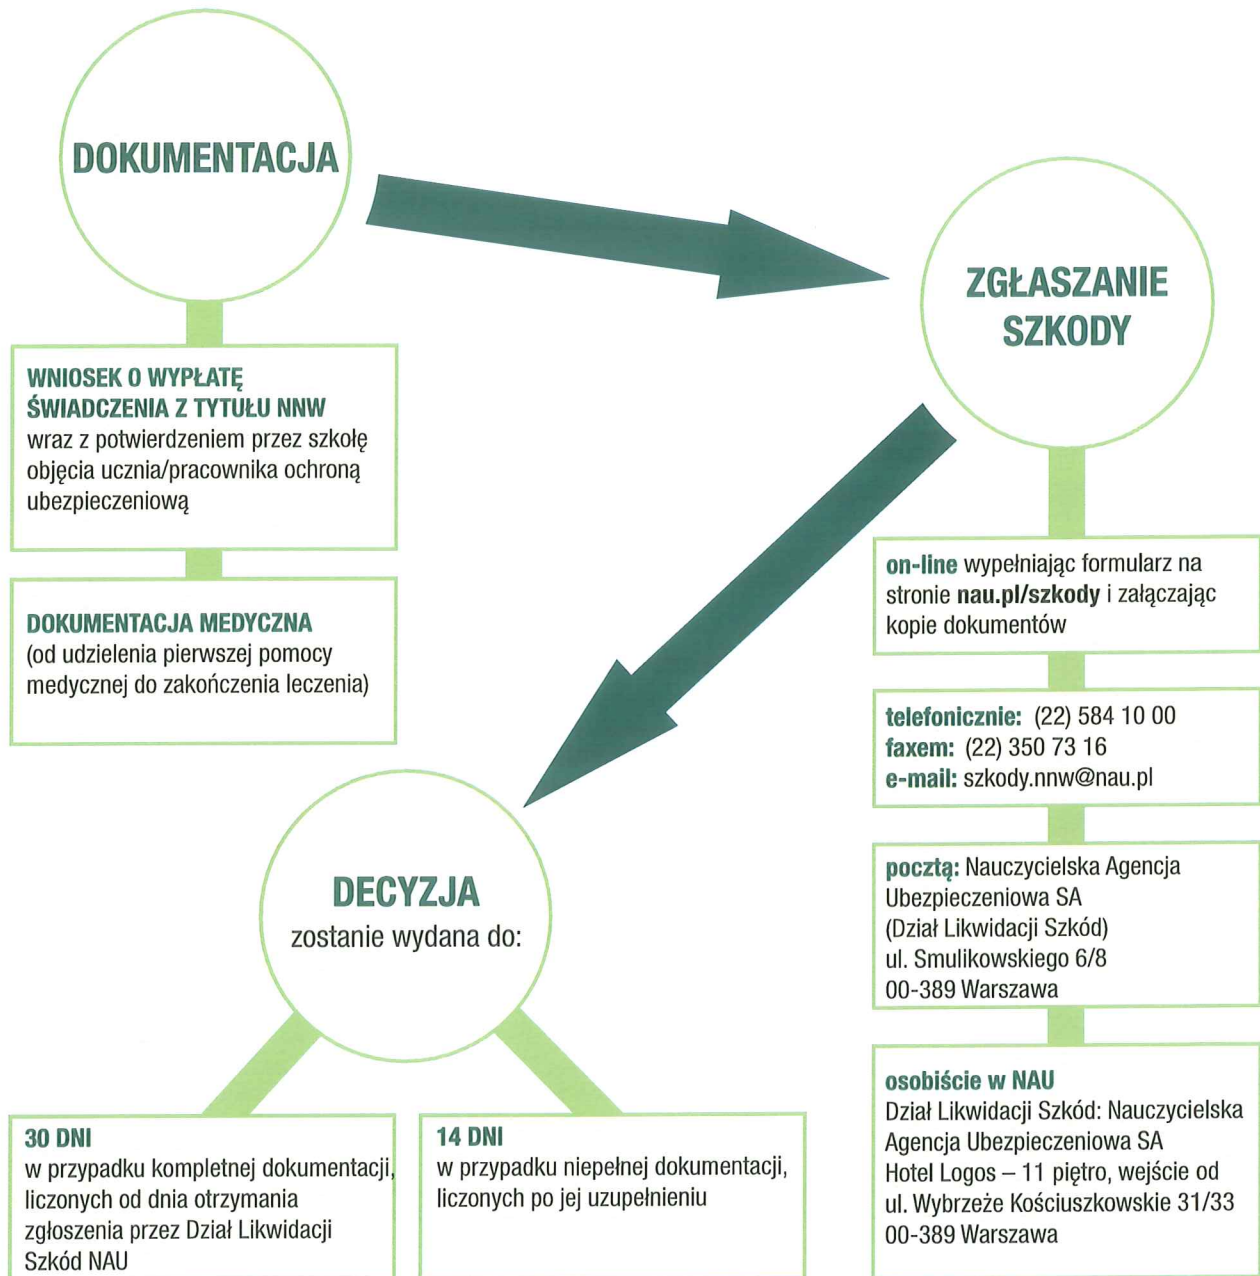 DOKUMENTACJA
WNIOSEK O WYPŁATĘ
ŚWIADCZENIA Z TYTUŁU NNW
wraz z potwierdzeniem przez szkołę
objęcia ucznia/pracownika ochroną
ubezpieczeniową
DOKUMENTACJA MEDYCZNA
(od udzielenia pierwszej pomocy
medycznej do zakończenia leczenia)
ZGŁASZANIE
SZKODY
on-line wypełniając formularz na
stronie nau.pl/szkody i załączając
kopie dokumentów
telefonicznie: (22) 584 10 00
faxem: (22) 350 73 16
e-mail: szkody.nnw@nau.pl
pocztą: Nauczycielska Agencja
Ubezpieczeniowa SA
(Dział Likwidacji Szkód)
ul. Smulikowskiego 6/8
00-389 Warszawa
osobiście w NAU
Dział Likwidacji Szkód: Nauczycielska
Agencja Ubezpieczeniowa SA
Hotel Logos – 11 piętro, wejście od
ul. Wybrzeże Kościuszkowskie 31/33
00-389 Warszawa
DECYZJA
zostanie wydana do:
30 DNI
w przypadku kompletnej dokumentacji,
liczonych od dnia otrzymania
zgłoszenia przez Dział Likwidacji
Szkód NAU
14 DNI
w przypadku niepełnej dokumentacji,
liczonych po jej uzupełnieniu